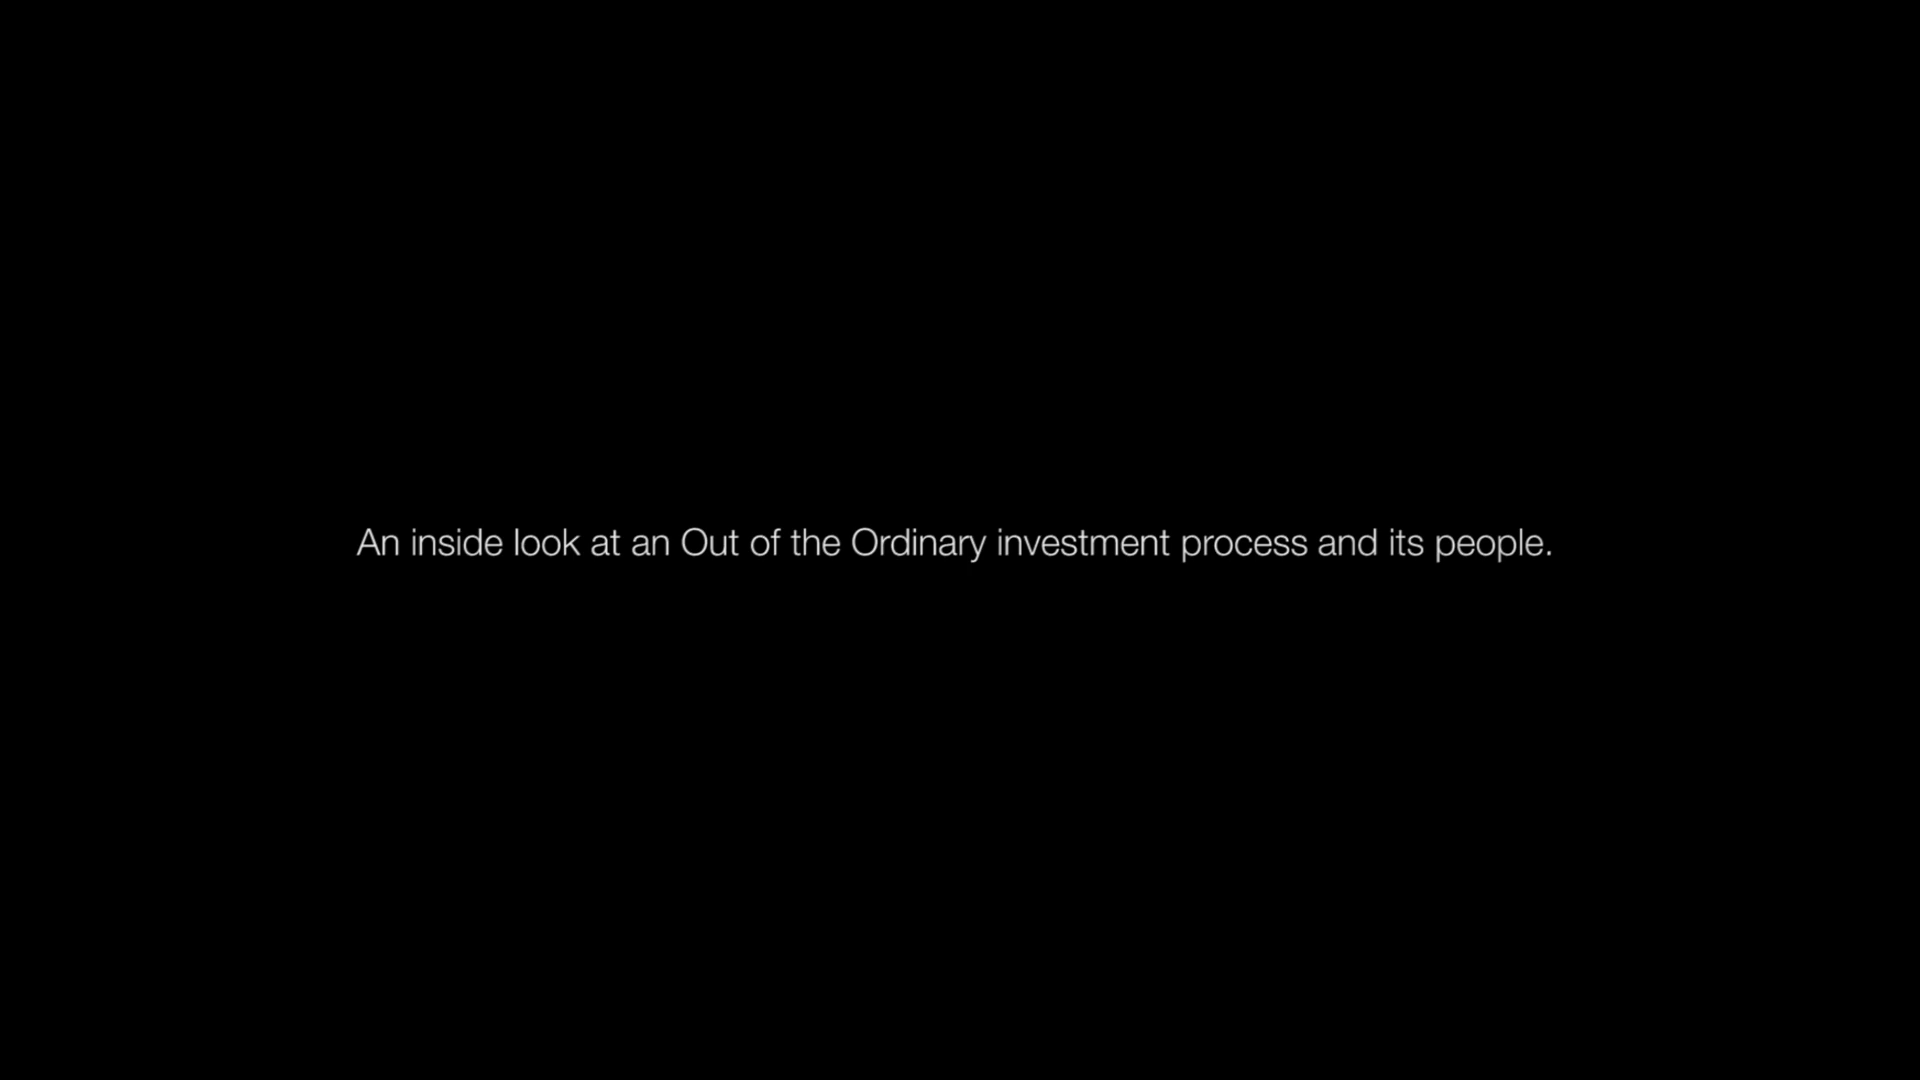 An inside look at an Out of the Ordinary investment process and its people.